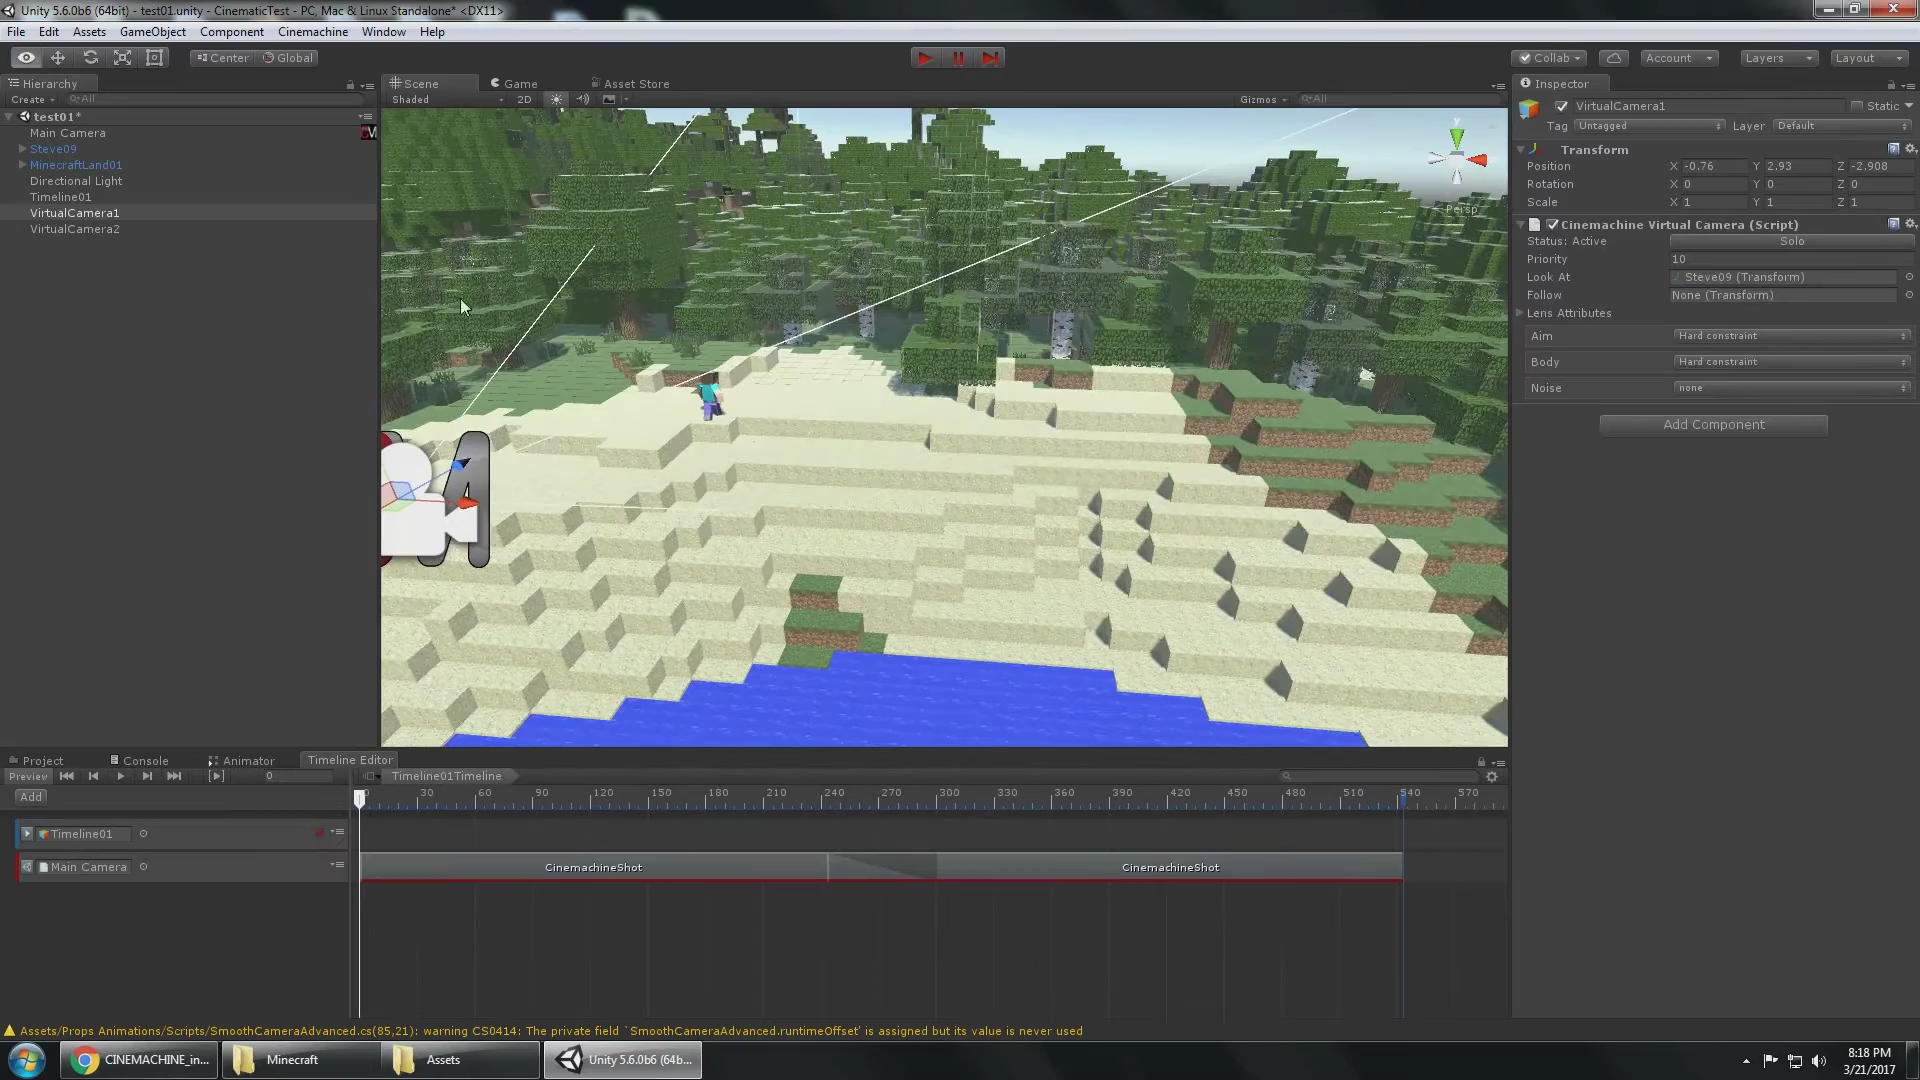 Unity 5.6.0b6 (64bit) - test01.unity - CinematicTest - PC, Mac & Linux Standalone* <DX11>
File Edit Assets GameObject Component Cinemachine Window Help
Center Global
Collab Account Layers Layout
Hierarchy
Create All
test01*
Main Camera
Steve09
MinecraftLand01
Directional Light
Timeline01
VirtualCamera1
VirtualCamera2
Scene Game Asset Store
Shaded 2D Gizmos All
y
Persp
Inspector
VirtualCamera1 Static
Tag Untagged Layer Default
Transform
Position X -0.76 Y 2.93 Z -2.908
Rotation X 0 Y 0 Z 0
Scale X 1 Y 1 Z 1
Cinemachine Virtual Camera (Script)
Status: Active Solo
Priority 10
Look At Steve09 (Transform)
Follow None (Transform)
Lens Attributes
Aim Hard constraint
Body Hard constraint
Noise none
Add Component
Project Console Animator Timeline Editor
Preview 0 Timeline01Timeline
Add
0 30 60 90 120 150 180 210 240 270 300 330 360 390 420 450 480 510 540 570
Timeline01
Main Camera CinemachineShot CinemachineShot
Assets/Props Animations/Scripts/SmoothCameraAdvanced.cs(85,21): warning CS0414: The private field `SmoothCameraAdvanced.runtimeOffset' is assigned but its value is never used
CINEMACHINE_in... Minecraft Assets Unity 5.6.0b6 (64b...
8:18 PM
3/21/2017